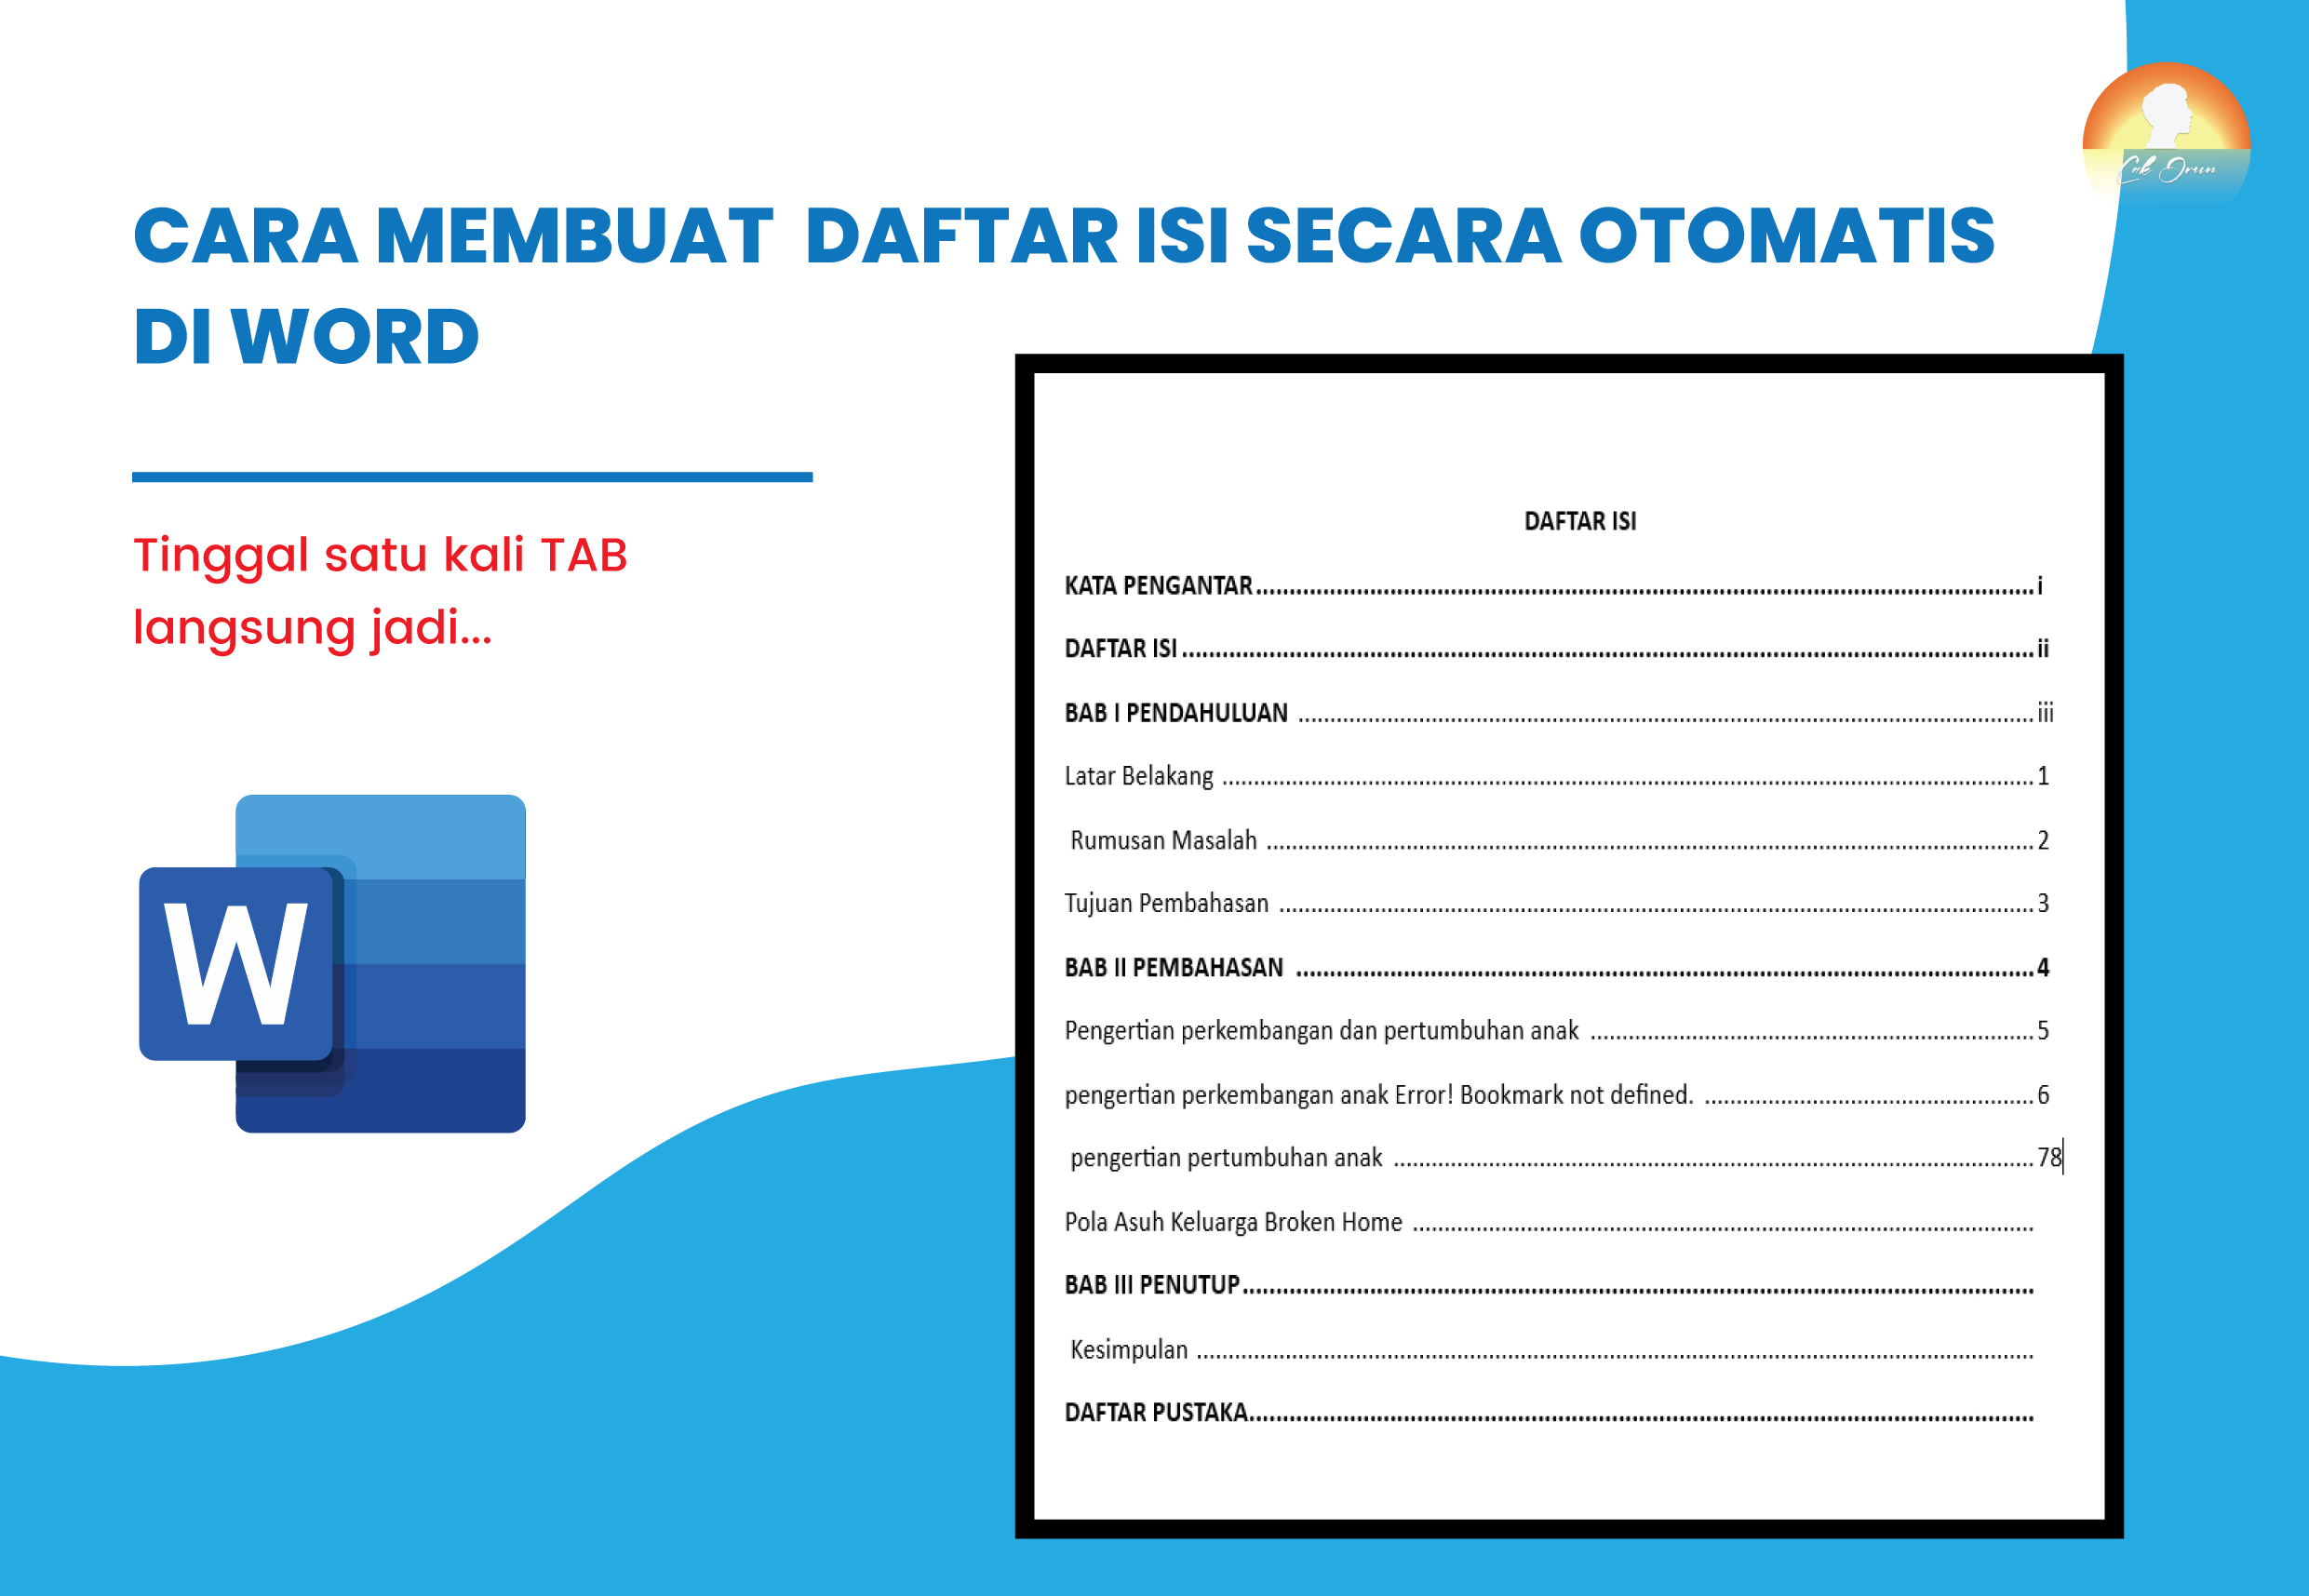 Cak Drun
CARA MEMBUAT DAFTAR ISI SECARA OTOMATIS
DI WORD
Tinggal satu kali TAB
langsung jadi...
W
DAFTAR ISI
KATA PENGANTAR.....i
DAFTAR ISI.....ii
BAB I PENDAHULUAN.....iii
Latar Belakang.....1
Rumusan Masalah.....2
Tujuan Pembahasan.....3
BAB II PEMBAHASAN.....4
Pengertian perkembangan dan pertumbuhan anak.....5
pengertian perkembangan anak Error! Bookmark not defined......6
pengertian pertumbuhan anak.....78
Pola Asuh Keluarga Broken Home.....
BAB III PENUTUP.....
Kesimpulan.....
DAFTAR PUSTAKA.....